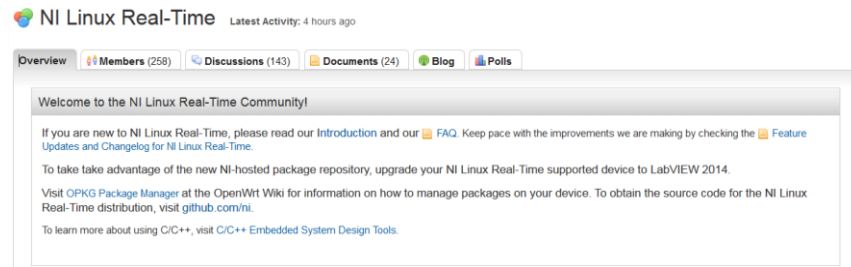 NI Linux Real-Time Latest Activity: 4 hours ago
Overview Members (258) Discussions (143) Documents (24) Blog Polls
Welcome to the NI Linux Real-Time Community!
If you are new to NI Linux Real-Time, please read our Introduction and our FAQ. Keep pace with the improvements we are making by checking the Feature
Updates and Changelog for NI Linux Real-Time.
To take take advantage of the new NI-hosted package repository, upgrade your NI Linux Real-Time supported device to LabVIEW 2014.
Visit OPKG Package Manager at the OpenWrt Wiki for information on how to manage packages on your device. To obtain the source code for the NI Linux
Real-Time distribution, visit github.com/ni.
To learn more about using C/C++, visit C/C++ Embedded System Design Tools.